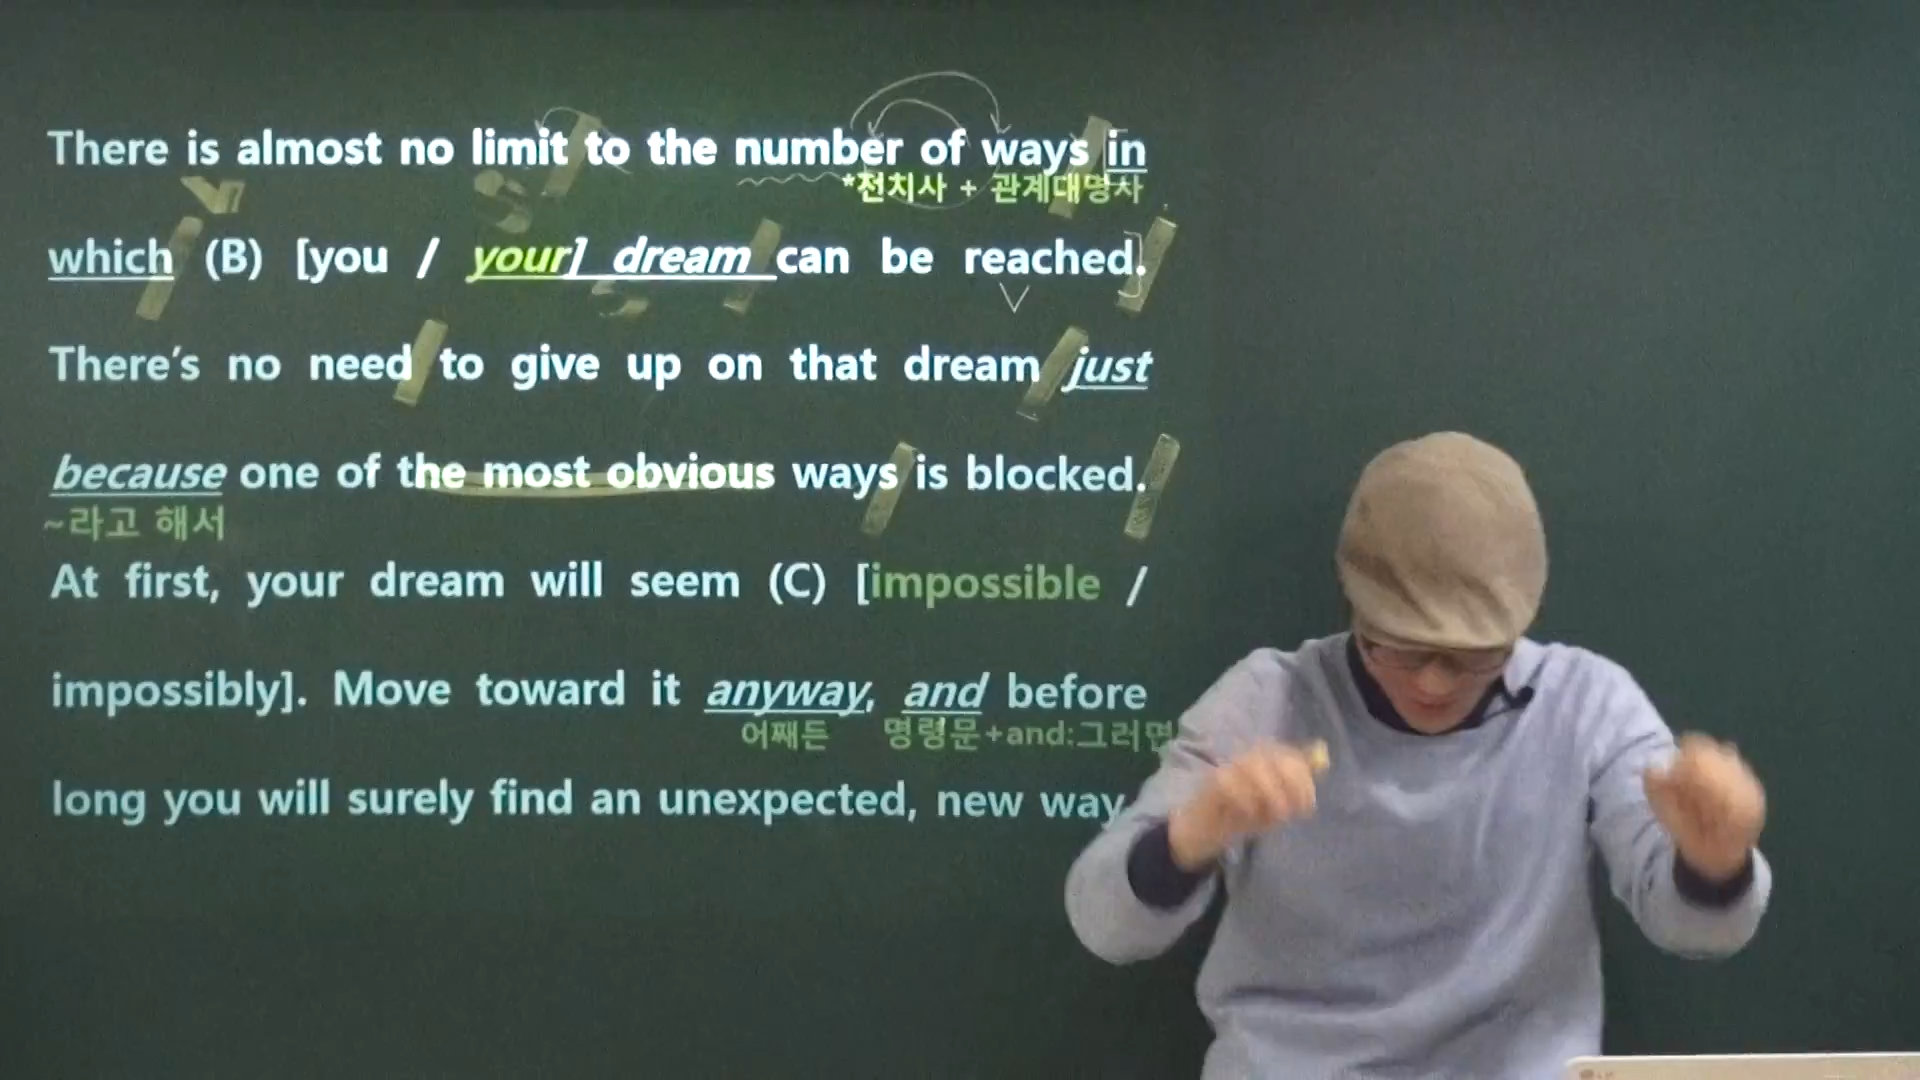 There is almost no limit to the number of ways in
*전치사 + 관계대명사
which (B) [you / your] dream can be reached.
There's no need to give up on that dream just
because one of the most obvious ways is blocked.
~라고 해서
At first, your dream will seem (C) [impossible /
impossibly]. Move toward it anyway, and before
어째든 명령문+and:그러면
long you will surely find an unexpected, new way.
LG